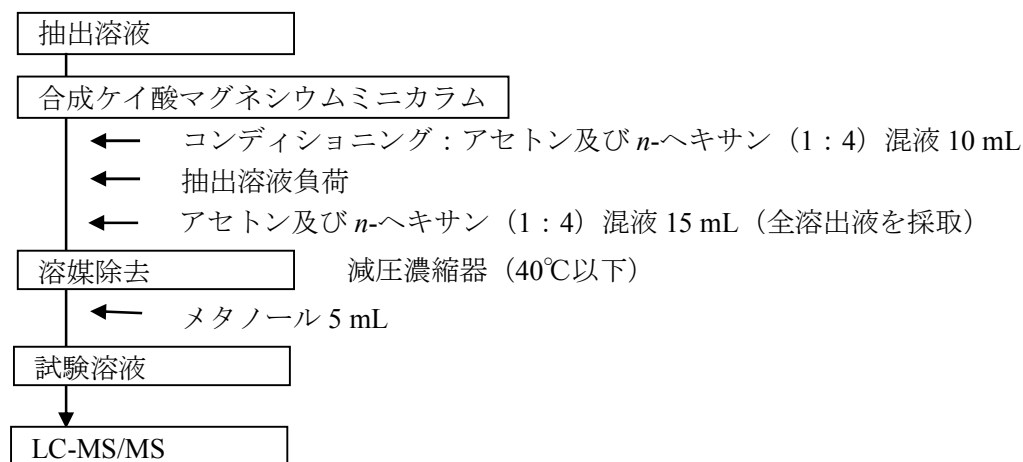 抽出溶液
合成ケイ酸マグネシウムミニカラム
コンディショニング：アセトン及び n-ヘキサン（1：4）混液 10 mL
抽出溶液負荷
アセトン及び n-ヘキサン（1：4）混液 15 mL（全溶出液を採取）
溶媒除去 減圧濃縮器（40℃以下）
メタノール 5 mL
試験溶液
LC-MS/MS